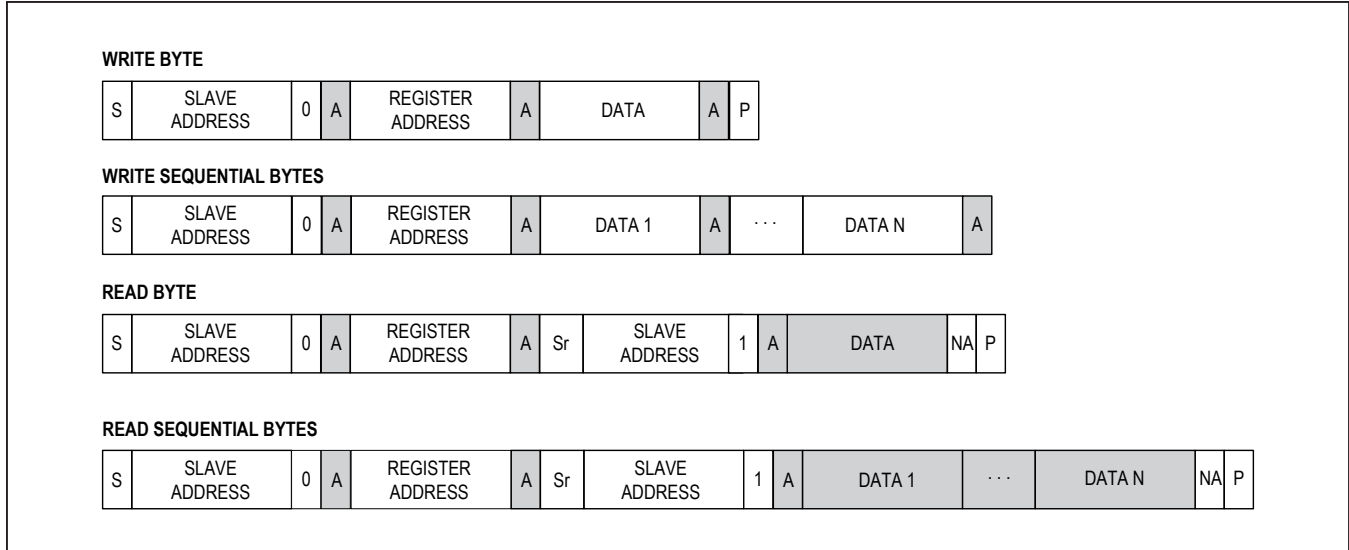 WRITE BYTE
S SLAVE ADDRESS 0 A REGISTER ADDRESS A DATA A P
WRITE SEQUENTIAL BYTES
S SLAVE ADDRESS 0 A REGISTER ADDRESS A DATA 1 A ... DATA N A
READ BYTE
S SLAVE ADDRESS 0 A REGISTER ADDRESS A Sr SLAVE ADDRESS 1 A DATA NA P
READ SEQUENTIAL BYTES
S SLAVE ADDRESS 0 A REGISTER ADDRESS A Sr SLAVE ADDRESS 1 A DATA 1 ... DATA N NA P